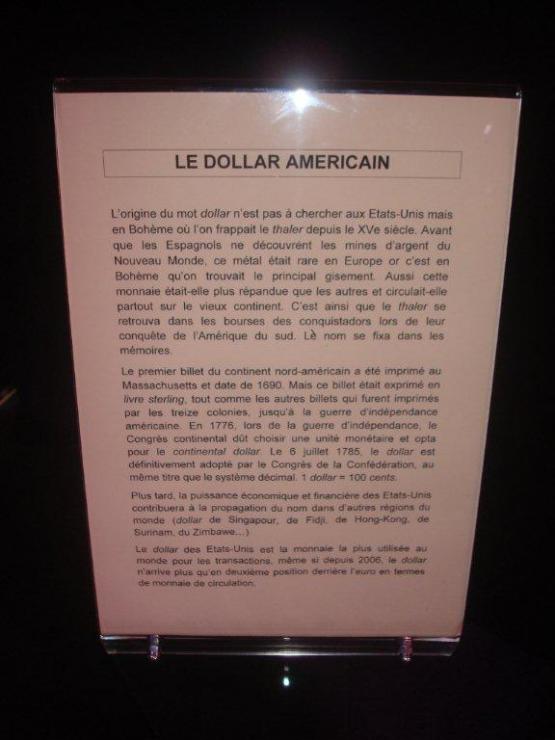 LE DOLLAR AMERICAIN
L'origine du mot dollar n'est pas à chercher aux Etats-Unis mais
en Bohème où l'on frappait le thaler depuis le XVe siècle. Avant
que les Espagnols ne découvrent les mines d'argent du
Nouveau Monde, ce métal était rare en Europe or c'est en
Bohème qu'on trouvait le principal gisement. Aussi cette
monnaie était-elle plus répandue que les autres et circulait-elle
partout sur le vieux continent. C'est ainsi que le thaler se
retrouva dans les bourses des conquistadors lors de leur
conquête de l'Amérique du sud. Lè nom se fixa dans les
mémoires.
Le premier billet du continent nord-américain a été imprimé au
Massachusetts et date de 1690. Mais ce billet était exprimé en
livre sterling, tout comme les autres billets qui furent imprimés
par les treize colonies, jusqu'à la guerre d'indépendance
américaine. En 1776, lors de la guerre d'indépendance, le
Congrès continental dût choisir une unité monétaire et opta
pour le continental dollar. Le 6 juillet 1785, le dollar est
définitivement adopté par le Congrès de la Confédération, au
même titre que le système décimal. 1 dollar = 100 cents.
Plus tard, la puissance économique et financière des Etats-Unis
contribuera à la propagation du nom dans d'autres régions du
monde (dollar de Singapour, de Fidji, de Hong-Kong, de
Surinam, du Zimbawe...)
Le dollar des Etats-Unis est la monnaie la plus utilisée au
monde pour les transactions, même si depuis 2006, le dollar
n'arrive plus qu'en deuxième position derrière l'euro en termes
de monnaie de circulation.